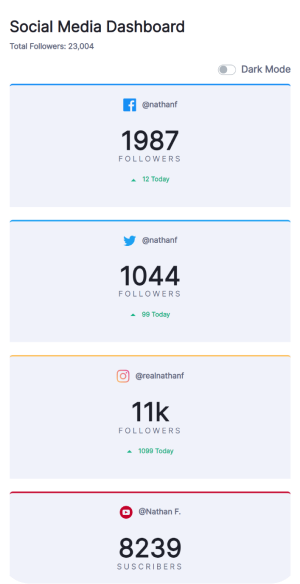 Social Media Dashboard
Total Followers: 23,004
Dark Mode
@nathanf
1987
FOLLOWERS
12 Today
@nathanf
1044
FOLLOWERS
99 Today
@realnathanf
11k
FOLLOWERS
1099 Today
@Nathan F.
8239
SUSCRIBERS